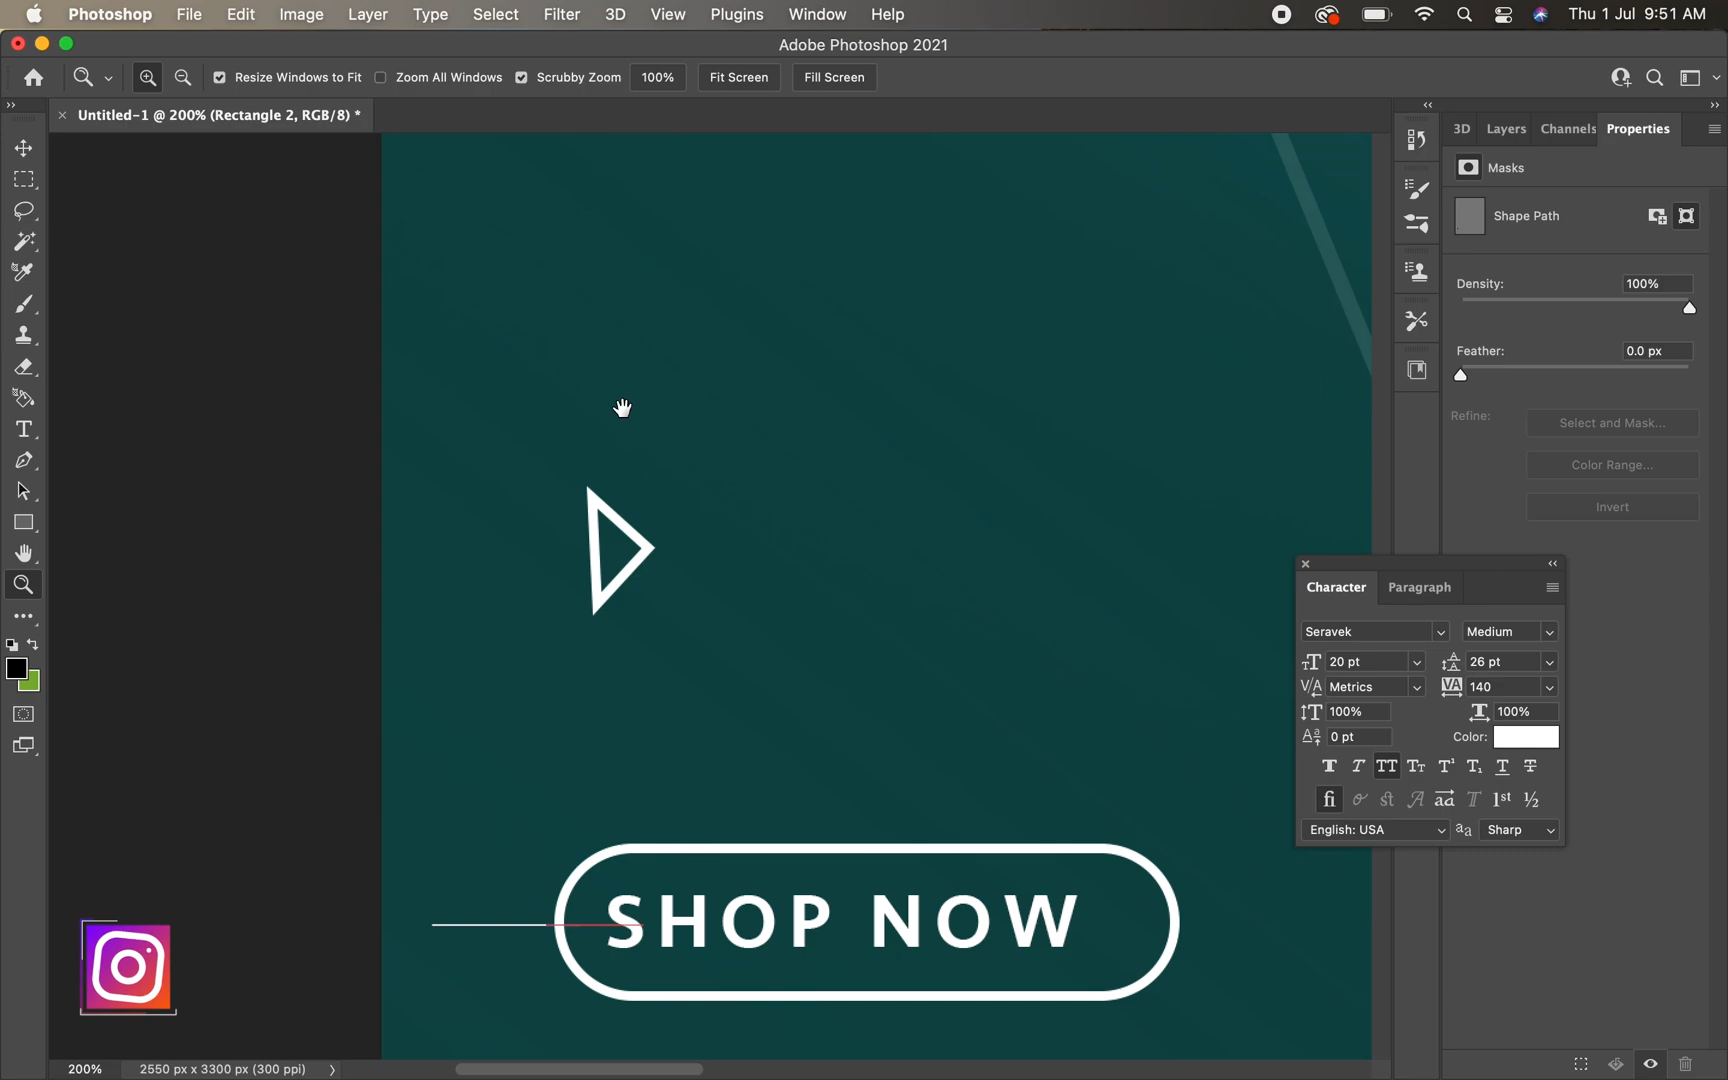 Photoshop File Edit Image Layer Type Select Filter 3D View Plugins Window Help Thu 1 Jul 9:51 AM
Adobe Photoshop 2021
Resize Windows to Fit Zoom All Windows Scrubby Zoom 100% Fit Screen Fill Screen
Untitled-1 @ 200% (Rectangle 2, RGB/8) *
3D Layers Channels Properties
Masks
Shape Path
Density: 100%
Feather: 0.0 px
Refine: Select and Mask...
Color Range...
Invert
Character Paragraph
Seravek Medium
20 pt 26 pt
Metrics 140
100% 100%
0 pt Color:
English: USA Sharp
SHOP NOW
200% 2550 px x 3300 px (300 ppi)